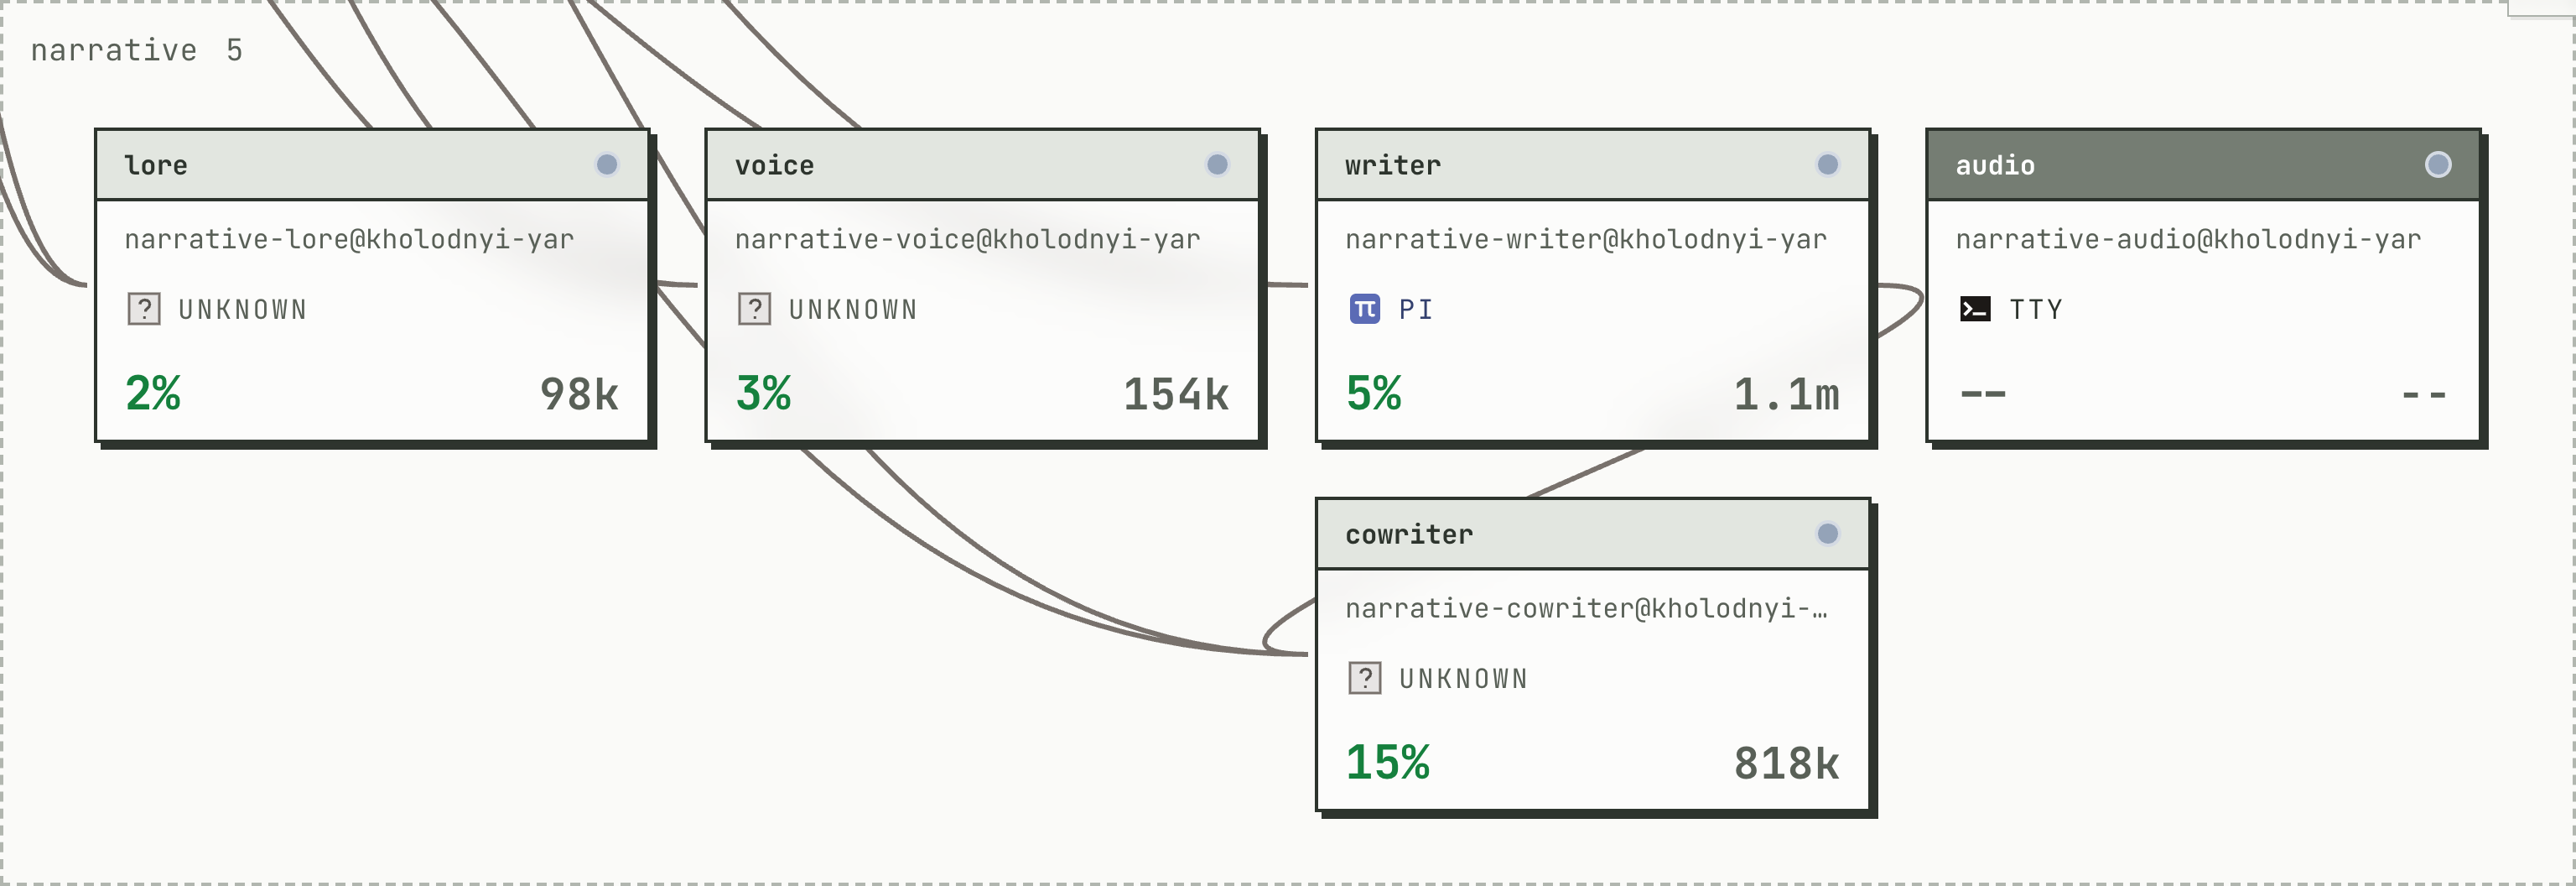 narrative 5
lore
narrative-lore@kholodnyi-yar
? UNKNOWN
2% 98k
voice
narrative-voice@kholodnyi-yar
? UNKNOWN
3% 154k
writer
narrative-writer@kholodnyi-yar
π PI
5% 1.1m
audio
narrative-audio@kholodnyi-yar
>_ TTY
-- --
cowriter
narrative-cowriter@kholodnyi-…
? UNKNOWN
15% 818k